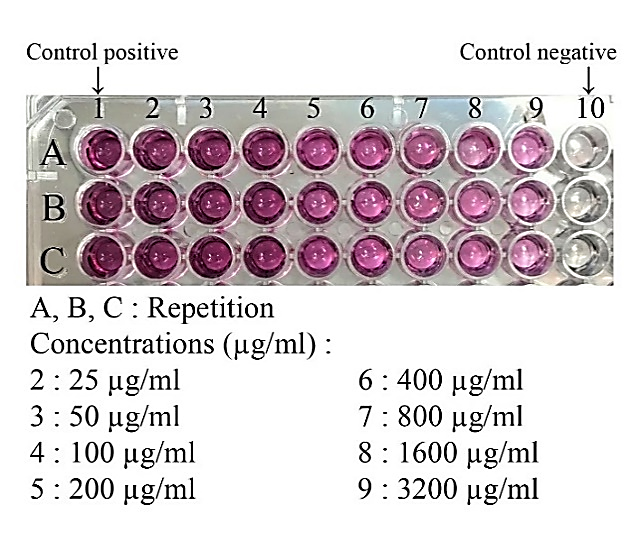 Control positive Control negative
1 2 3 4 5 6 7 8 9 10
A
B
C
A, B, C : Repetition
Concentrations (µg/ml) :
2 : 25 µg/ml 6 : 400 µg/ml
3 : 50 µg/ml 7 : 800 µg/ml
4 : 100 µg/ml 8 : 1600 µg/ml
5 : 200 µg/ml 9 : 3200 µg/ml